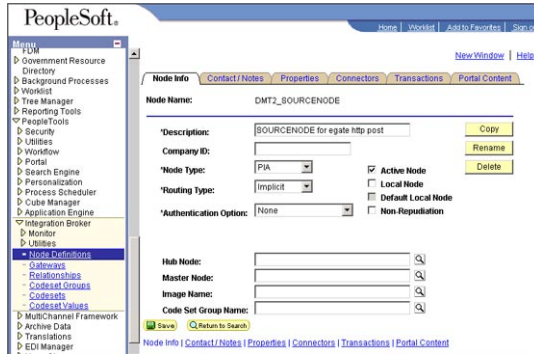 PeopleSoft.
Home | Worklist | Add to Favorites | Sign o
Menu
FDM
Government Resource
Directory
Background Processes
Worklist
Tree Manager
Reporting Tools
PeopleTools
Security
Utilities
Workflow
Portal
Search Engine
Personalization
Process Scheduler
Cube Manager
Application Engine
Integration Broker
Monitor
Utilities
Node Definitions
Gateways
Relationships
Codeset Groups
Codesets
Codeset Values
MultiChannel Framework
Archive Data
Translations
EDI Manager
New Window | Help
Node Info
Contact / Notes
Properties
Connectors
Transactions
Portal Content
Node Name: DMT2_SOURCENODE
*Description: SOURCENODE for egate http post
Copy
Company ID:
Rename
*Node Type: PIA
Active Node
Delete
*Routing Type: Implicit
Local Node
Default Local Node
*Authentication Option: None
Non-Repudiation
Hub Node:
Master Node:
Image Name:
Code Set Group Name:
Save
Return to Search
Node Info | Contact / Notes | Properties | Connectors | Transactions | Portal Content